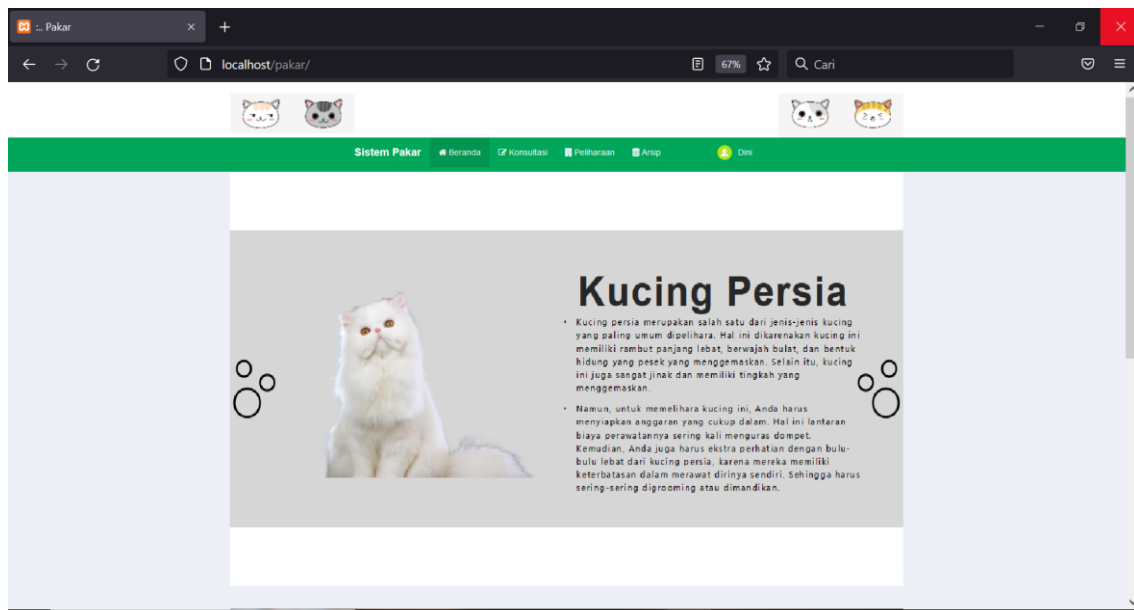 :.. Pakar
localhost/pakar/
67%
Cari
Sistem Pakar Beranda Konsultasi Peliharaan Arsip Dini
Kucing Persia
• Kucing persia merupakan salah satu dari jenis-jenis kucing
yang paling umum dipelihara. Hal ini dikarenakan kucing ini
memiliki rambut panjang lebat, berwajah bulat, dan bentuk
hidung yang pesek yang menggemaskan. Selain itu, kucing
ini juga sangat jinak dan memiliki tingkah yang
menggemaskan.
• Namun, untuk memelihara kucing ini, Anda harus
menyiapkan anggaran yang cukup dalam. Hal ini lantaran
biaya perawatannya sering kali menguras dompet.
Kemudian, Anda juga harus ekstra perhatian dengan bulu-
bulu lebat dari kucing persia, karena mereka memiliki
keterbatasan dalam merawat dirinya sendiri. Sehingga harus
sering-sering digrooming atau dimandikan.